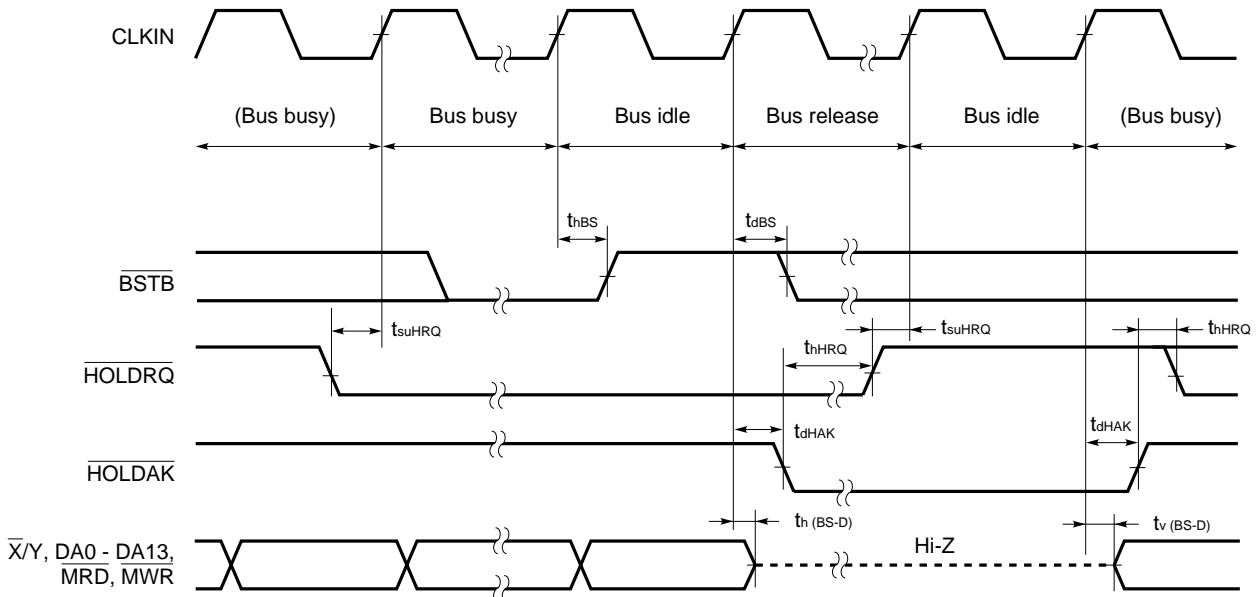 CLKIN
(Bus busy) Bus busy Bus idle Bus release Bus idle (Bus busy)
thBS tdBS
BSTB
tsuHRQ tsuHRQ thHRQ
thHRQ
HOLDRQ
tdHAK tdHAK
HOLDAK
th (BS-D) tv (BS-D)
X/Y, DA0 - DA13,
MRD, MWR
Hi-Z